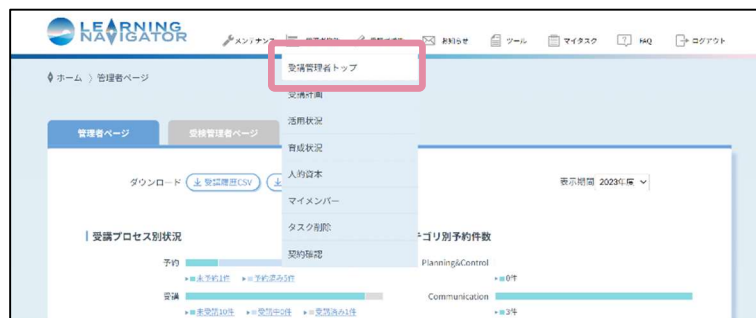 LEARNING
NAVIGATOR
メンテナンス
お知らせ
ツール
マイタスク
FAQ
ログアウト
ホーム 〉管理者ページ
受講管理者トップ
受講計画
活用状況
育成状況
人的資本
マイメンバー
タスク削除
契約確認
管理者ページ
受検管理者ページ
ダウンロード
受講履歴CSV
表示期間 2023年度
受講プロセス別状況
ゴリ別予約件数
予約
未予約1件
予約済み5件
Planning&Control
0件
受講
未受講10件
受講中0件
受講済み1件
Communication
3件